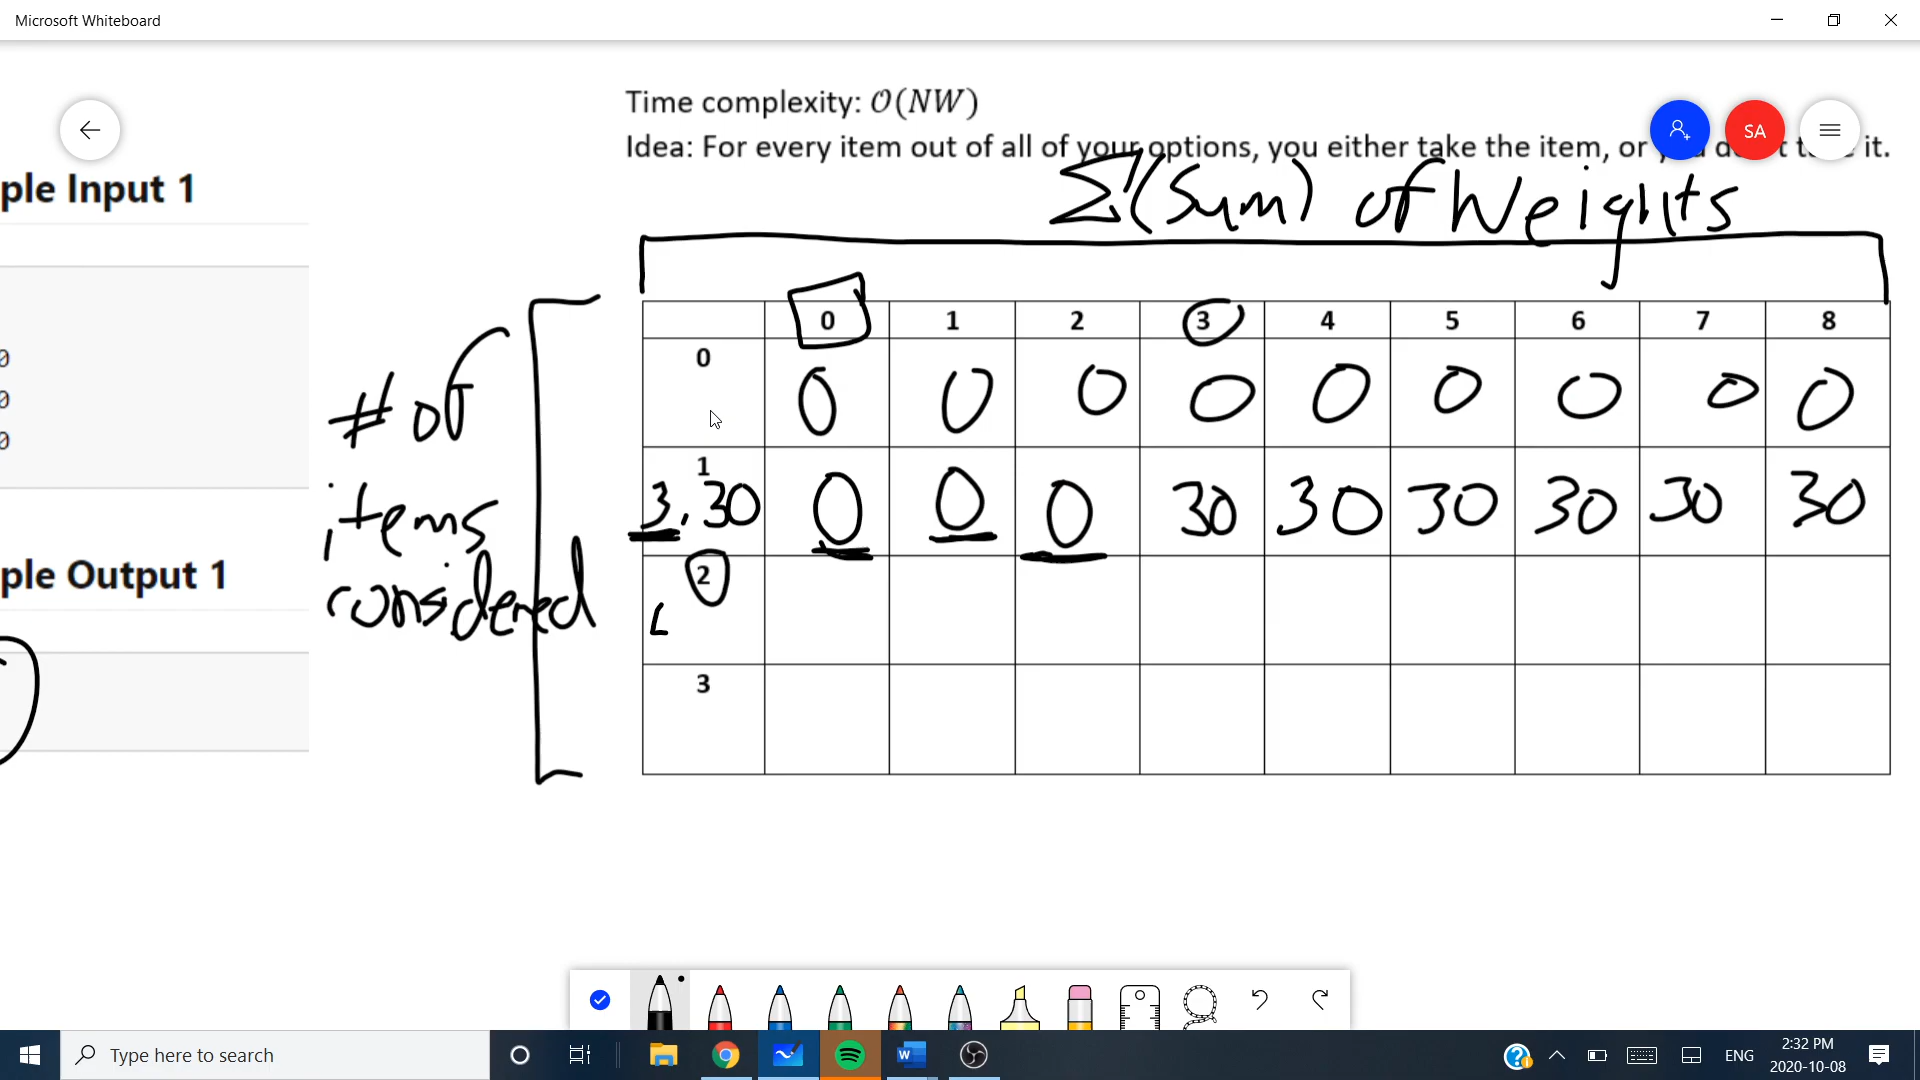 Microsoft Whiteboard
Time complexity: 𝒪(NW)
Idea: For every item out of all of your options, you either take the item, or it.
SA
ple Input 1
0
0
0
ple Output 1
Σ(Sum) of Weights
# of
items
considered
0 1 2 3 4 5 6 7 8
0
0 0 0 0 0 0 0 0 0
1
3, 30 0 0 0 30 30 30 30 30 30
2
3
Type here to search
ENG
2:32 PM
2020-10-08